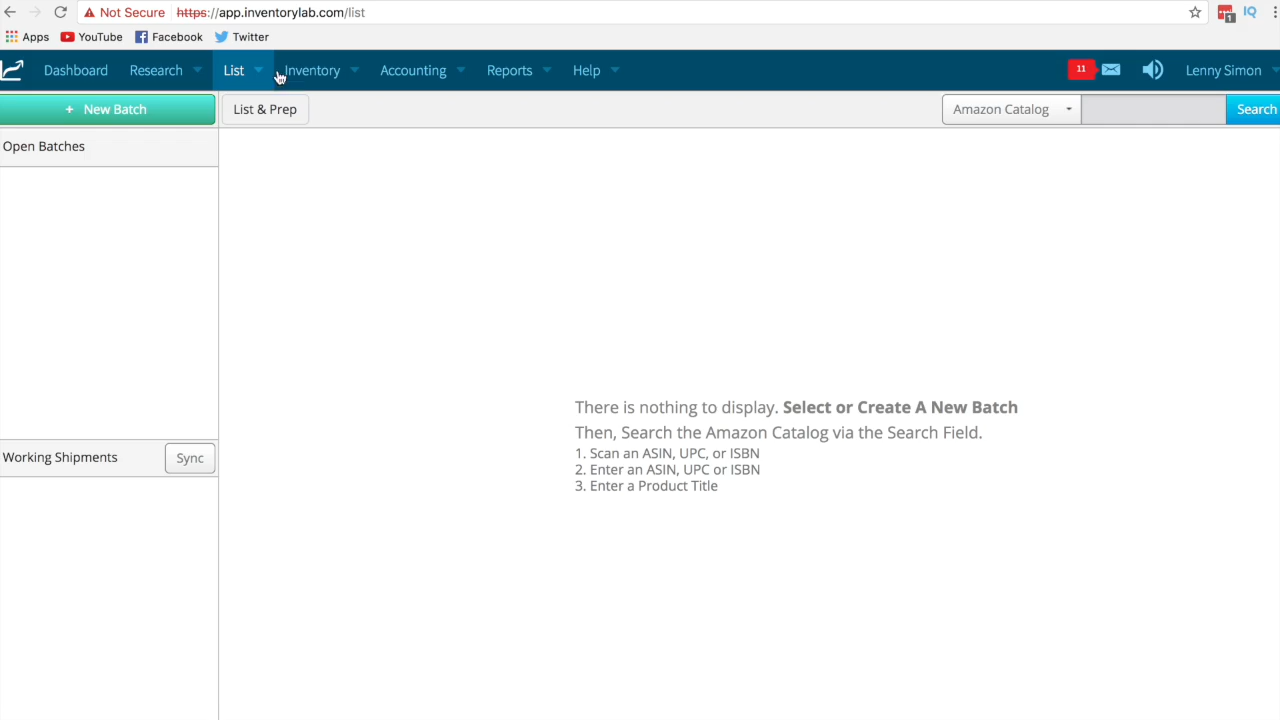 Not Secure https://app.inventorylab.com/list
1
IQ
Apps YouTube Facebook Twitter
Dashboard Research List Inventory Accounting Reports Help 11 Lenny Simon
+ New Batch List & Prep Amazon Catalog Search
Open Batches
There is nothing to display. Select or Create A New Batch
Then, Search the Amazon Catalog via the Search Field.
1. Scan an ASIN, UPC, or ISBN
2. Enter an ASIN, UPC or ISBN
3. Enter a Product Title
Working Shipments Sync